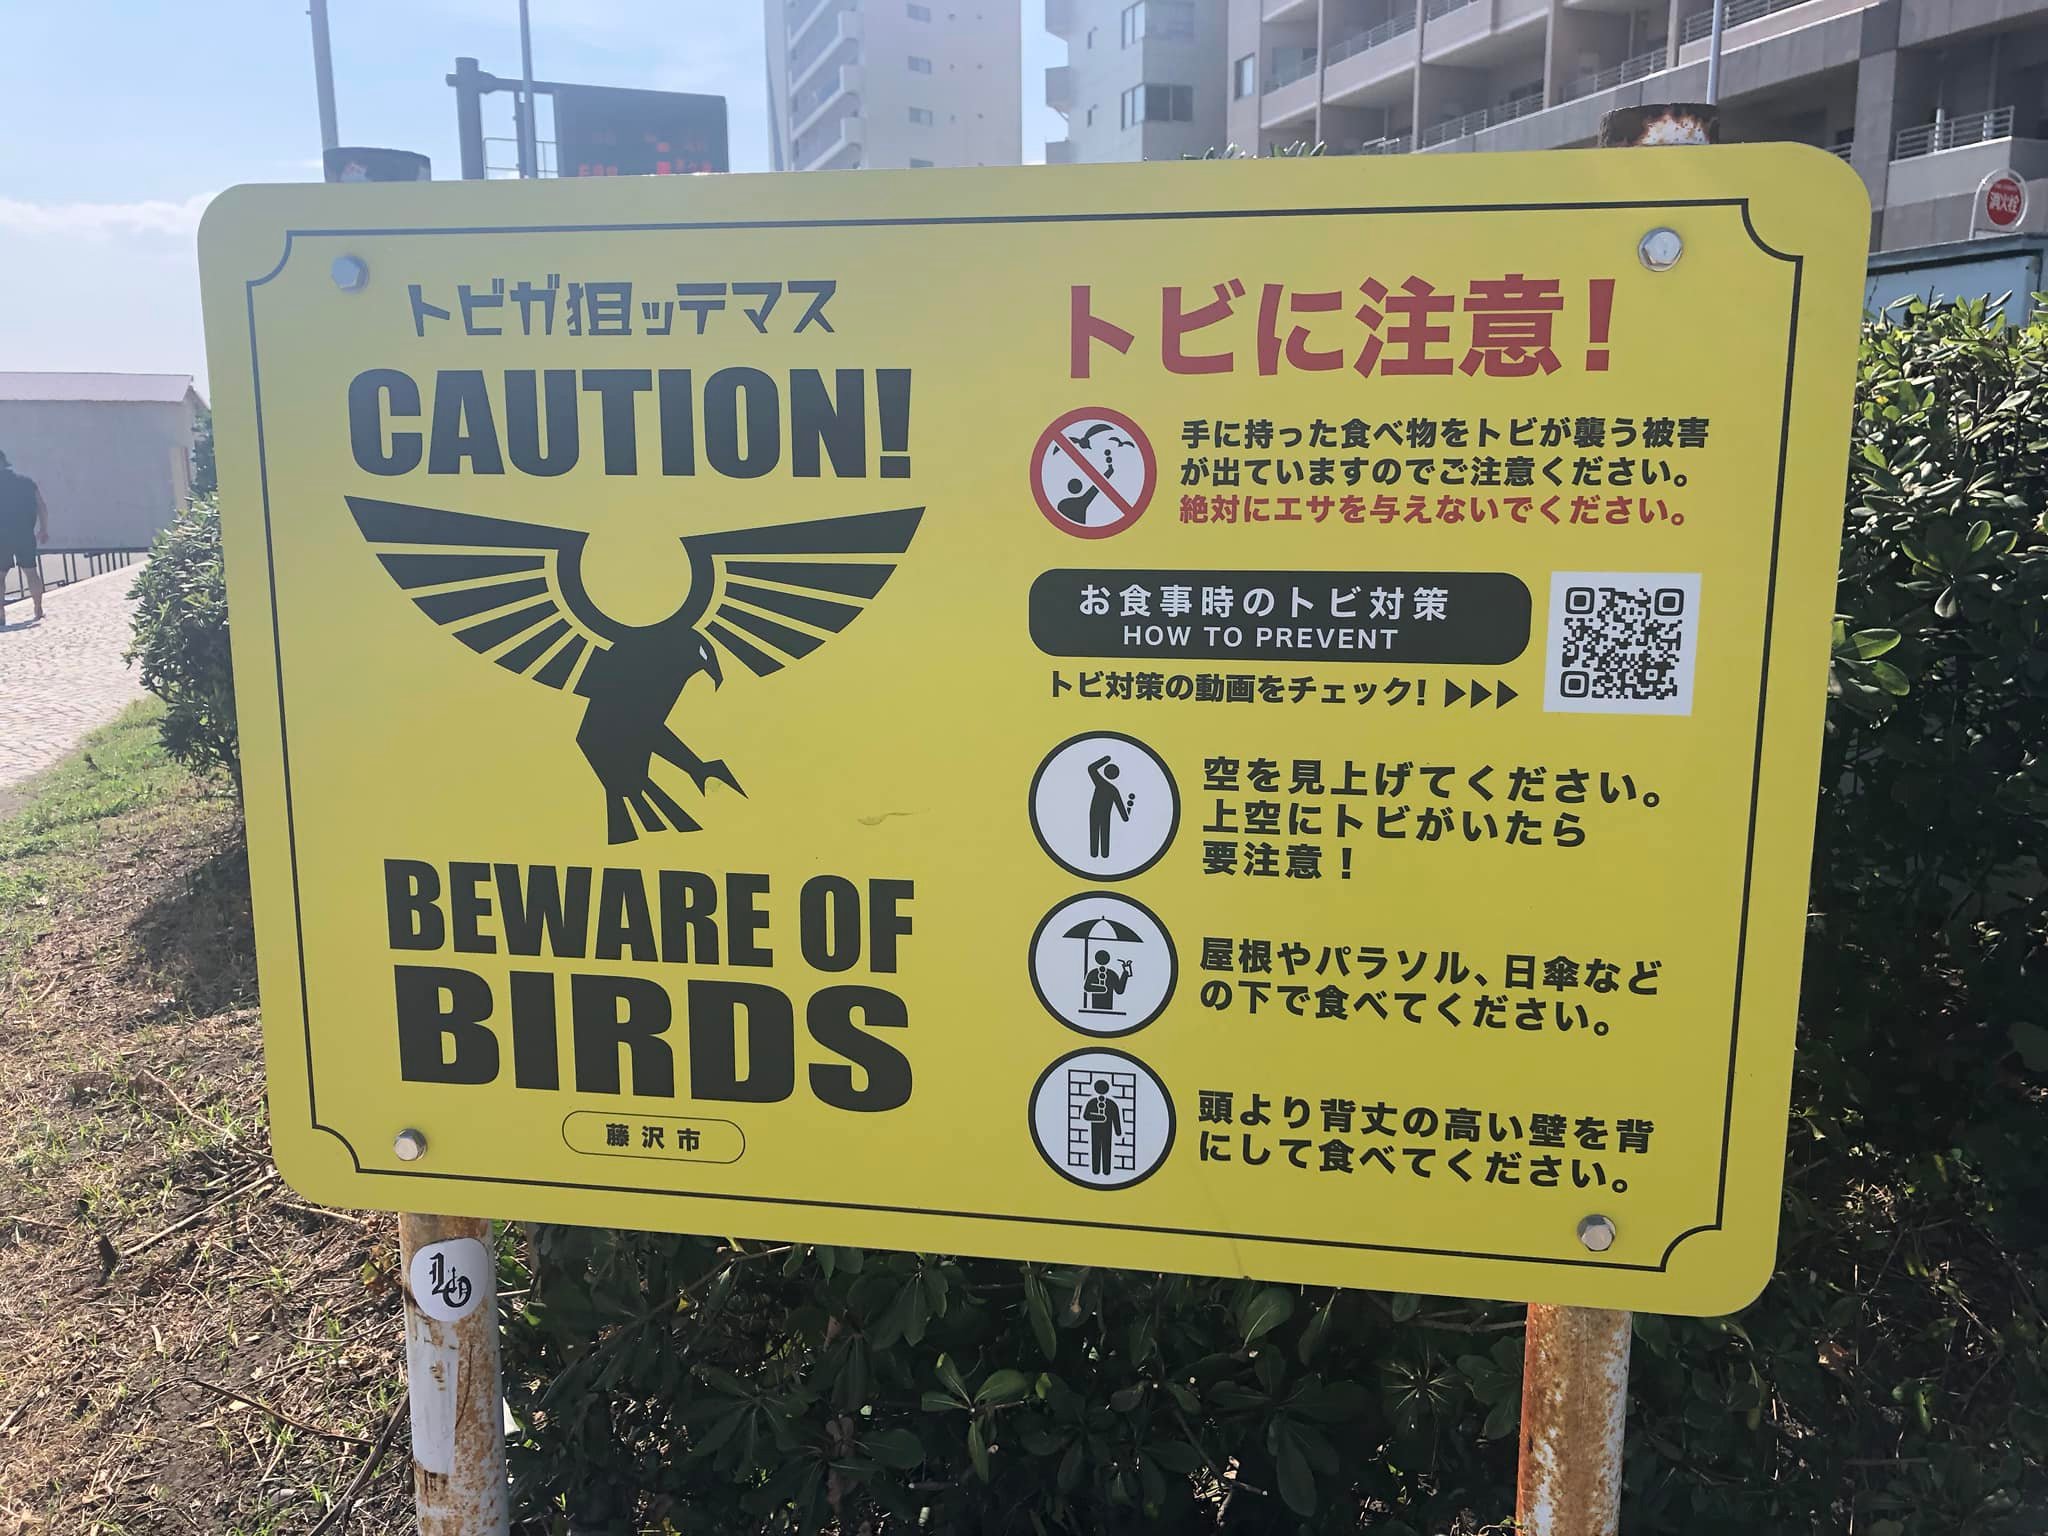 トビガ狙ッテマス
CAUTION!
BEWARE OF
BIRDS
藤沢市
トビに注意!
手に持った食べ物をトビが襲う被害
が出ていますのでご注意ください。
絶対にエサを与えないでください。
お食事時のトビ対策
HOW TO PREVENT
トビ対策の動画をチェック! ▶▶▶
空を見上げてください。
上空にトビがいたら
要注意！
屋根やパラソル、日傘など
の下で食べてください。
頭より背丈の高い壁を背
にして食べてください。
消火栓